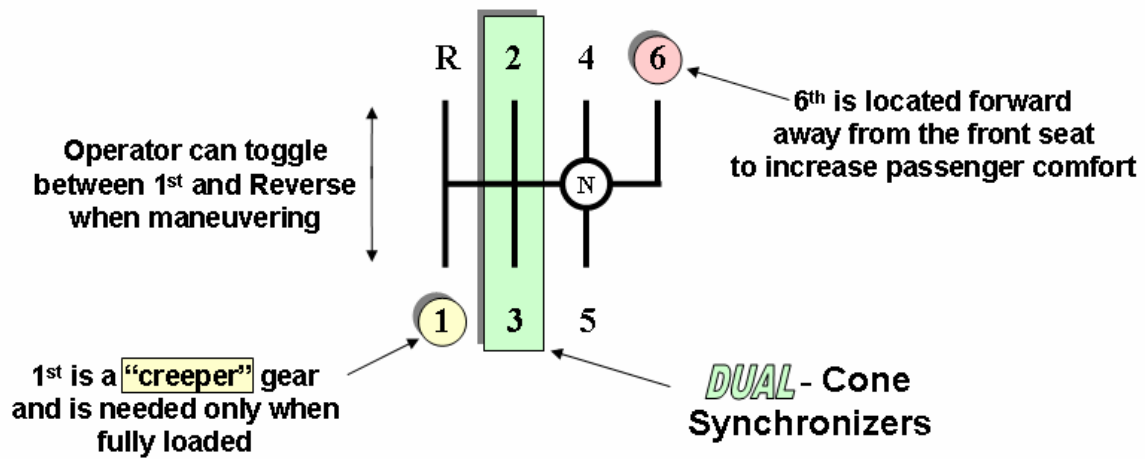 R 2 4 6
6th is located forward
away from the front seat
to increase passenger comfort
Operator can toggle
between 1st and Reverse
when maneuvering
N
1 3 5
1st is a “creeper” gear
and is needed only when
fully loaded
DUAL - Cone
Synchronizers